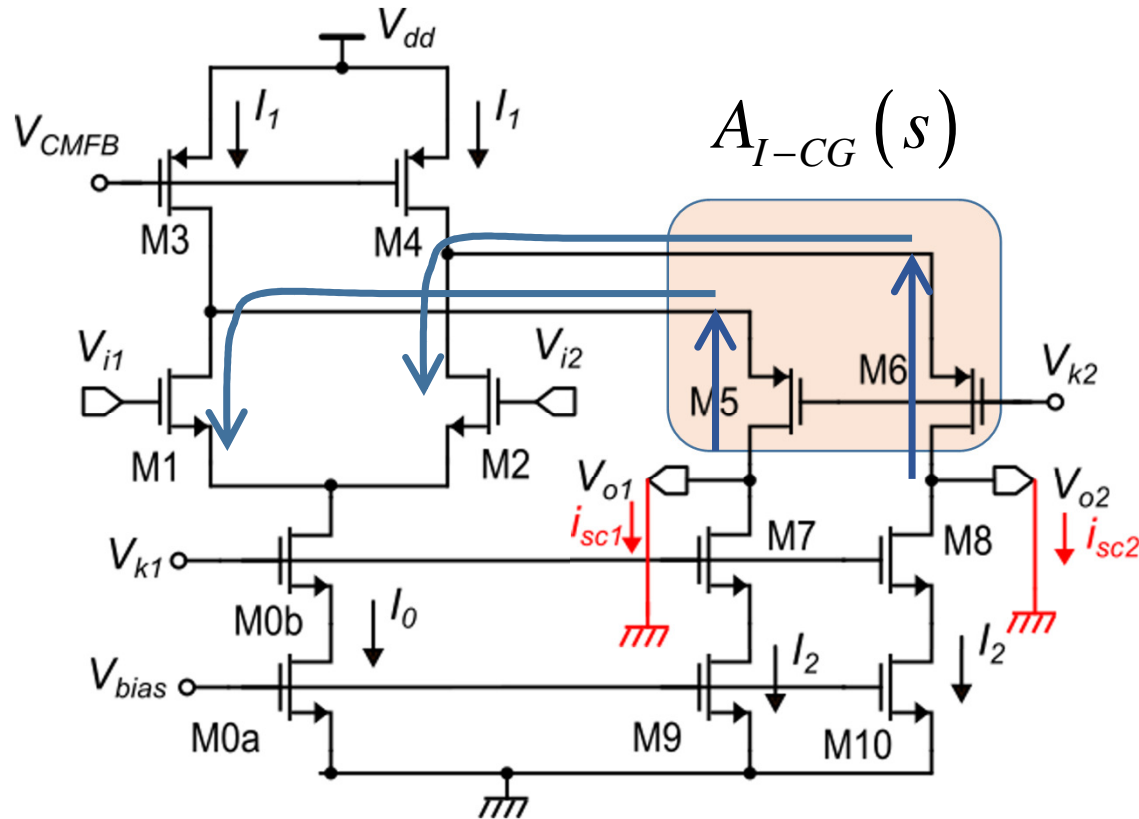 V_dd
I_1
I_1
A_{I-CG}(s)
V_CMFB
M3
M4
V_i1
V_i2
M5
M6
V_k2
M1
M2
V_o1
V_o2
i_sc1
i_sc2
V_k1
M7
M8
M0b
I_0
I_2
I_2
V_bias
M0a
M9
M10